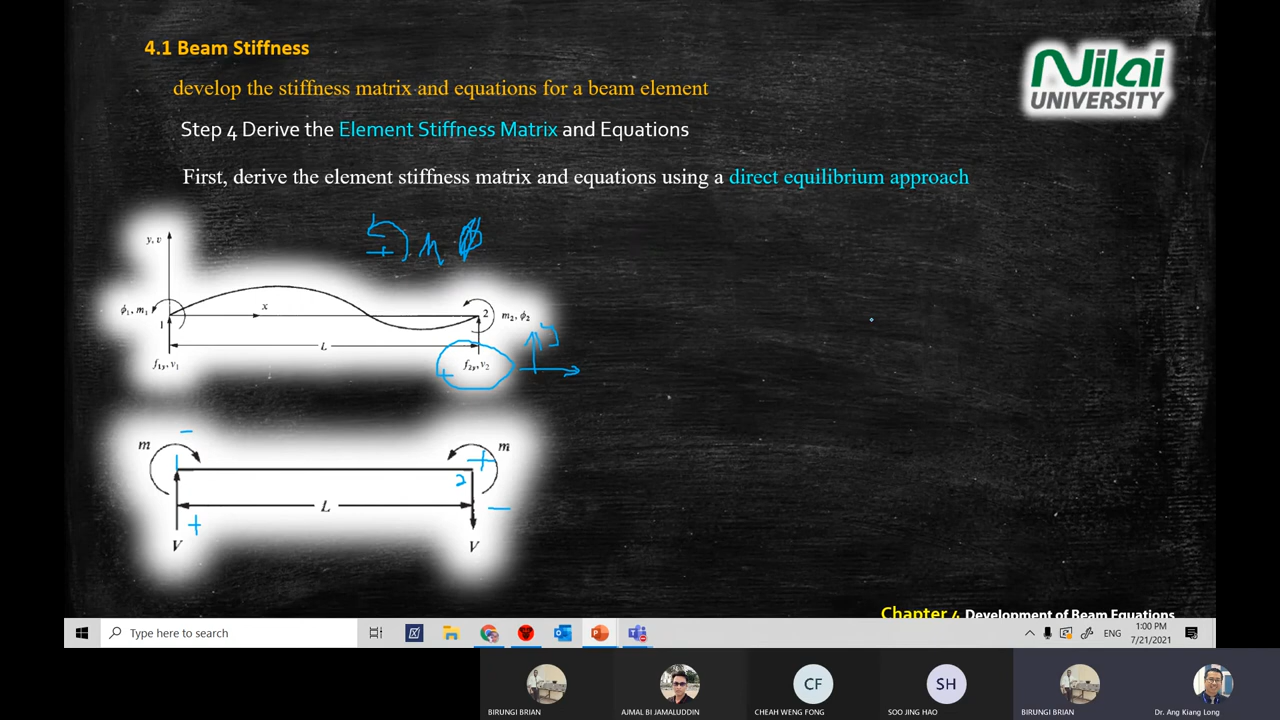 4.1 Beam Stiffness
Nilai
UNIVERSITY
develop the stiffness matrix and equations for a beam element
Step 4 Derive the Element Stiffness Matrix and Equations
First, derive the element stiffness matrix and equations using a direct equilibrium approach
y, v
ϕ1, m1
x
1
2
m2, ϕ2
L
y
f1y, v1
f2y, v2
+
m
-
m
+
1
2
L
+
-
V
V
Chapter 4 Development of Beam Equations
Type here to search
ENG
1:00 PM
7/21/2021
CF
SH
BIRUNGI BRIAN
AJMAL BI JAMALUDDIN
CHEAH WENG FONG
SOO JING HAO
BIRUNGI BRIAN
Dr. Ang Kiang Long